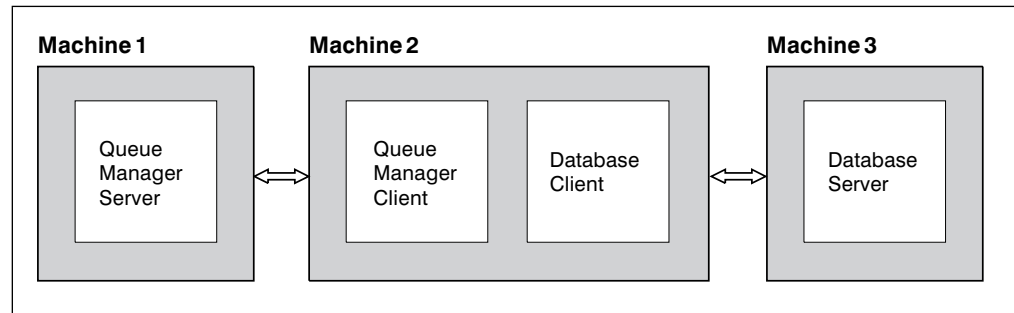 Machine 1
Machine 2
Machine 3
Queue
Manager
Server
Queue
Manager
Client
Database
Client
Database
Server